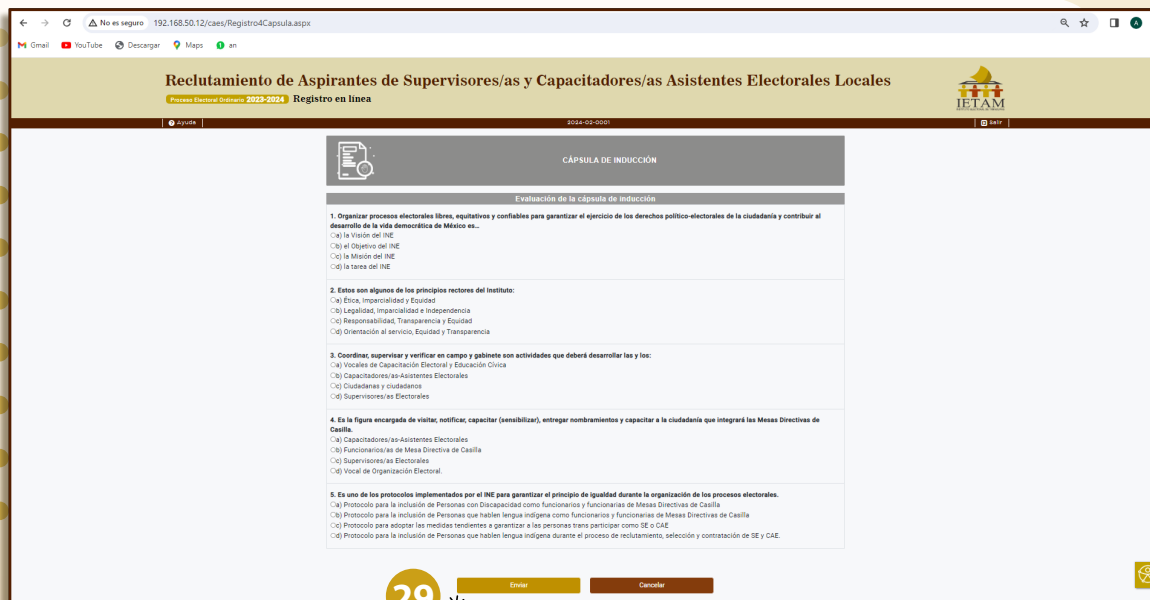 No es seguro 192.168.50.12/caes/Registro4Capsula.aspx
A
Gmail YouTube Descargar Maps an
Reclutamiento de Aspirantes de Supervisores/as y Capacitadores/as Asistentes Electorales Locales
Proceso Electoral Ordinario 2023-2024 Registro en línea
IETAM
Ayuda 2024-02-0001 Salir
CÁPSULA DE INDUCCIÓN
Evaluación de la cápsula de inducción
1. Organizar procesos electorales libres, equitativos y confiables para garantizar el ejercicio de los derechos político-electorales de la ciudadanía y contribuir al
desarrollo de la vida democrática de México es...
a) la Visión del INE
b) el Objetivo del INE
c) la Misión del INE
d) la tarea del INE
2. Estos son algunos de los principios rectores del Instituto:
a) Ética, Imparcialidad y Equidad
b) Legalidad, Imparcialidad e Independencia
c) Responsabilidad, Transparencia y Equidad
d) Orientación al servicio, Equidad y Transparencia
3. Coordinar, supervisar y verificar en campo y gabinete son actividades que deberá desarrollar las y los:
a) Vocales de Capacitación Electoral y Educación Cívica
b) Capacitadores/as-Asistentes Electorales
c) Ciudadanas y ciudadanos
d) Supervisores/as Electorales
4. Es la figura encargada de visitar, notificar, capacitar (sensibilizar), entregar nombramientos y capacitar a la ciudadanía que integrará las Mesas Directivas de
Casilla.
a) Capacitadores/as-Asistentes Electorales
b) Funcionarios/as de Mesa Directiva de Casilla
c) Supervisores/as Electorales
d) Vocal de Organización Electoral.
5. Es uno de los protocolos implementados por el INE para garantizar el principio de igualdad durante la organización de los procesos electorales.
a) Protocolo para la inclusión de Personas con Discapacidad como funcionarios y funcionarias de Mesas Directivas de Casilla
b) Protocolo para la inclusión de Personas que hablen lengua indígena como funcionarios y funcionarias de Mesas Directivas de Casilla
c) Protocolo para adoptar las medidas tendientes a garantizar a las personas trans participar como SE o CAE
d) Protocolo para la inclusión de Personas que hablen lengua indígena durante el proceso de reclutamiento, selección y contratación de SE y CAE.
29 Enviar Cancelar